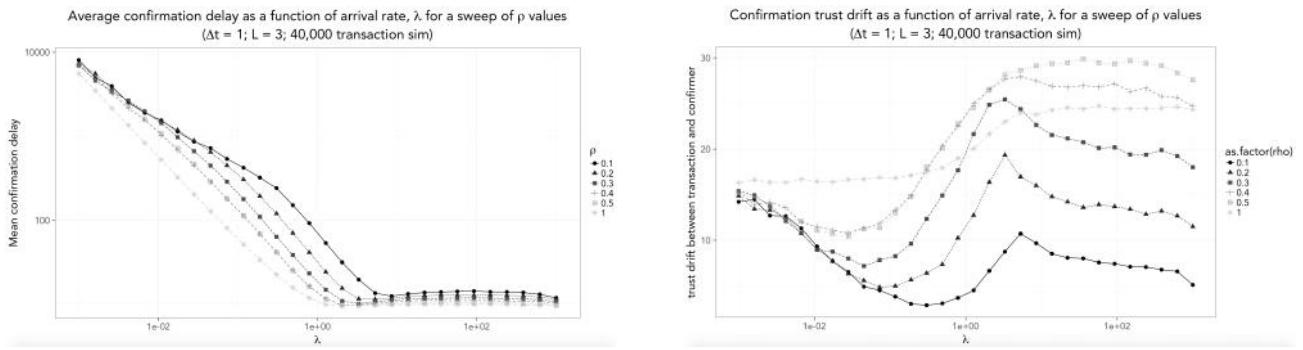 Average confirmation delay as a function of arrival rate, λ for a sweep of ρ values
(Δt = 1; L = 3; 40,000 transaction sim)
Mean confirmation delay
10000
100
1e-02
1e+00
1e+02
λ
ρ
0.1
0.2
0.3
0.4
0.5
1
Confirmation trust drift as a function of arrival rate, λ for a sweep of ρ values
(Δt = 1; L = 3; 40,000 transaction sim)
trust drift between transaction and confirmer
30
20
10
1e-02
1e+00
1e+02
λ
as.factor(rho)
0.1
0.2
0.3
0.4
0.5
1